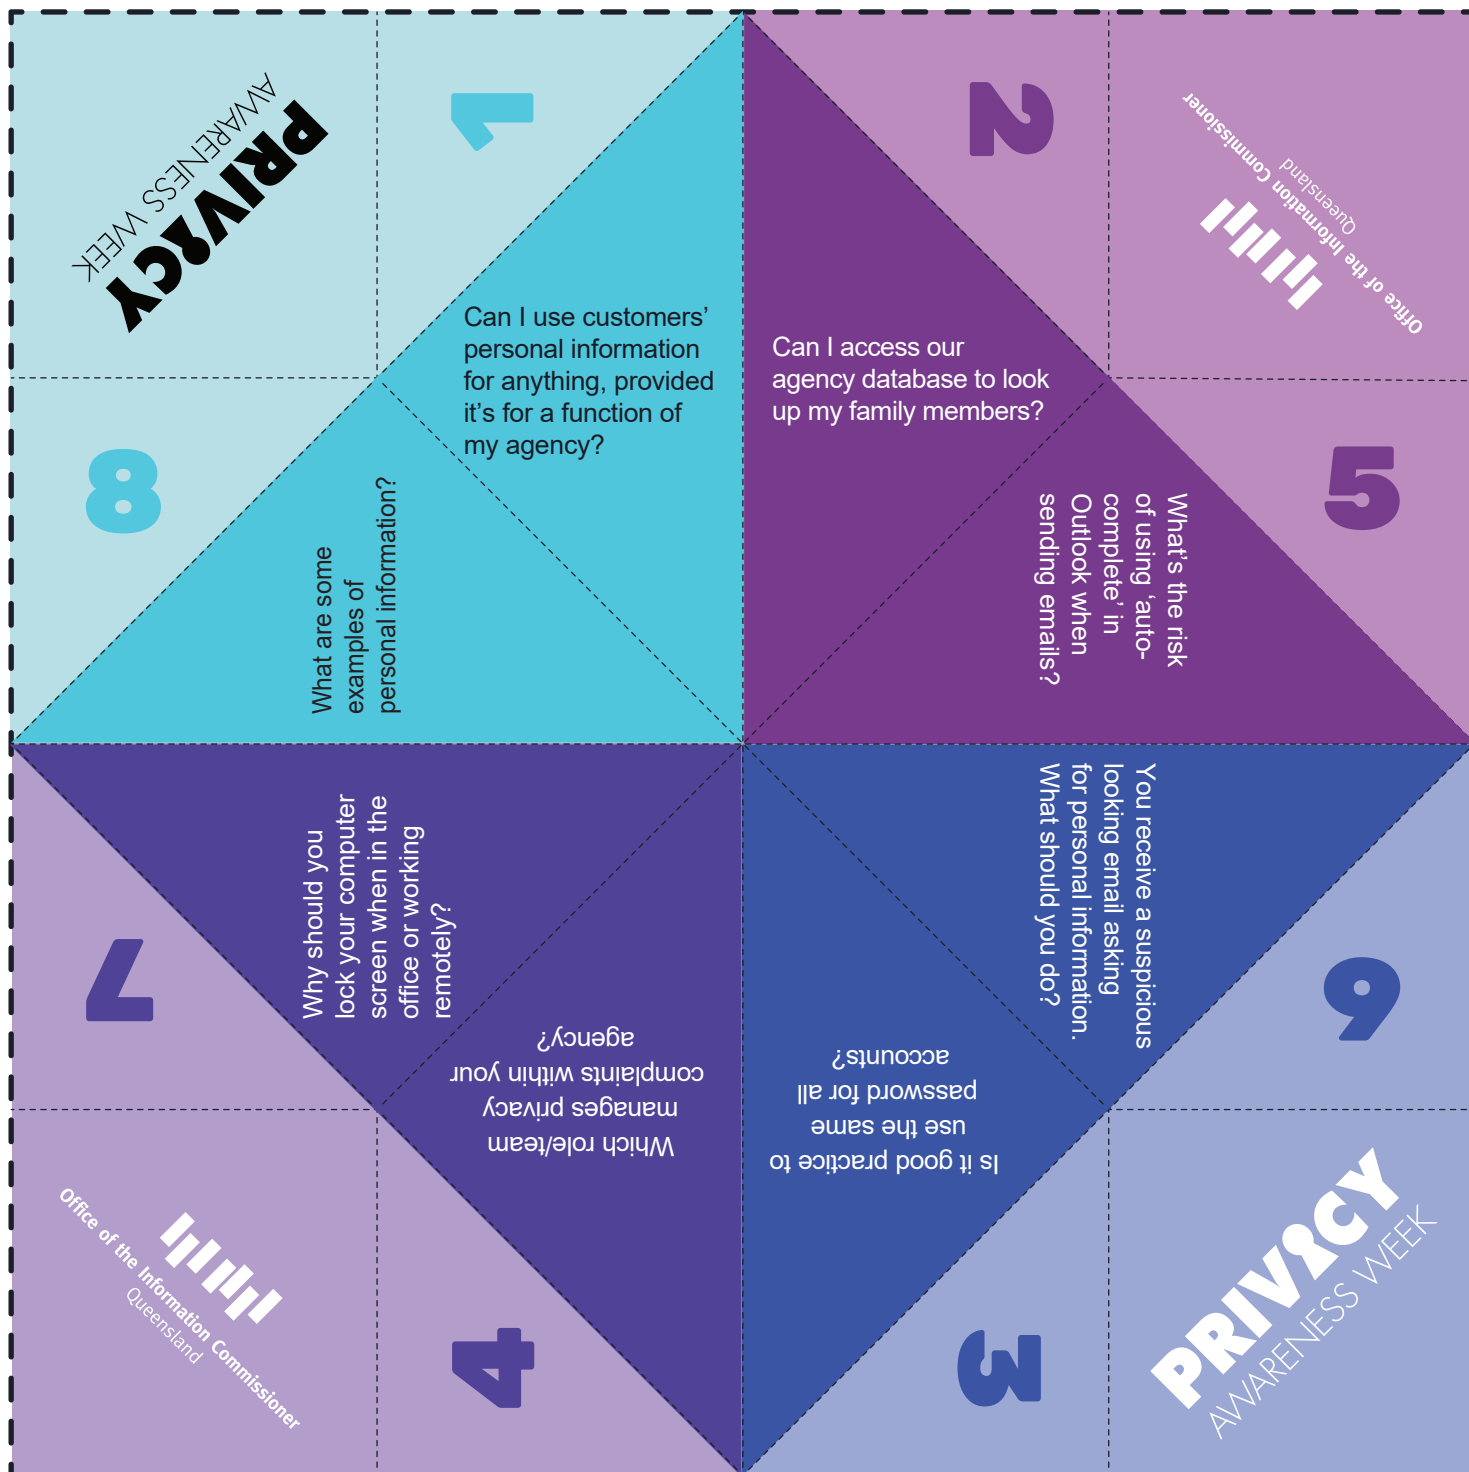 PRIVACY
AWARENESS WEEK
1
2
Office of the Information Commissioner
Queensland
8
Can I use customers’
personal information
for anything, provided
it’s for a function of
my agency?
Can I access our
agency database to look
up my family members?
5
What are some
examples of
personal information?
What’s the risk
of using ‘auto-
complete’ in
Outlook when
sending emails?
Why should you
lock your computer
screen when in the
office or working
remotely?
You receive a suspicious
looking email asking
for personal information.
What should you do?
7
6
Which role/team
manages privacy
complaints within your
agency?
Is it good practice to
use the same
password for all
accounts?
Office of the Information Commissioner
Queensland
4
3
PRIVACY
AWARENESS WEEK